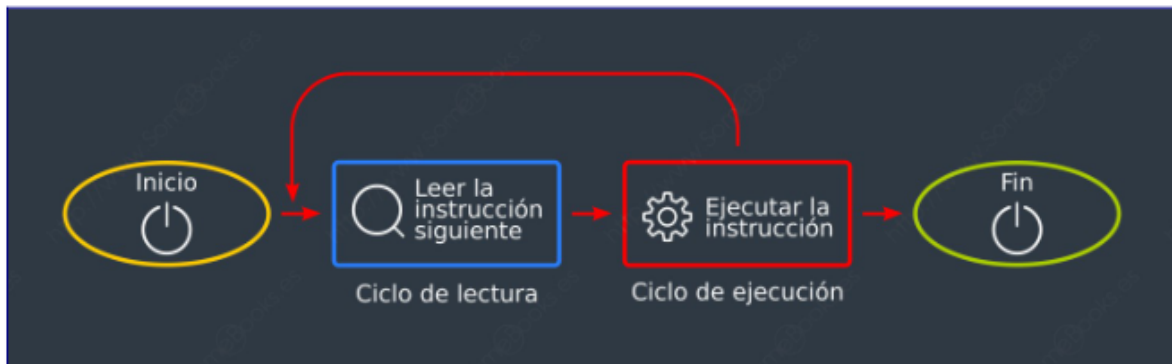 Inicio
Leer la
instrucción
siguiente
Ejecutar la
instrucción
Fin
Ciclo de lectura
Ciclo de ejecución